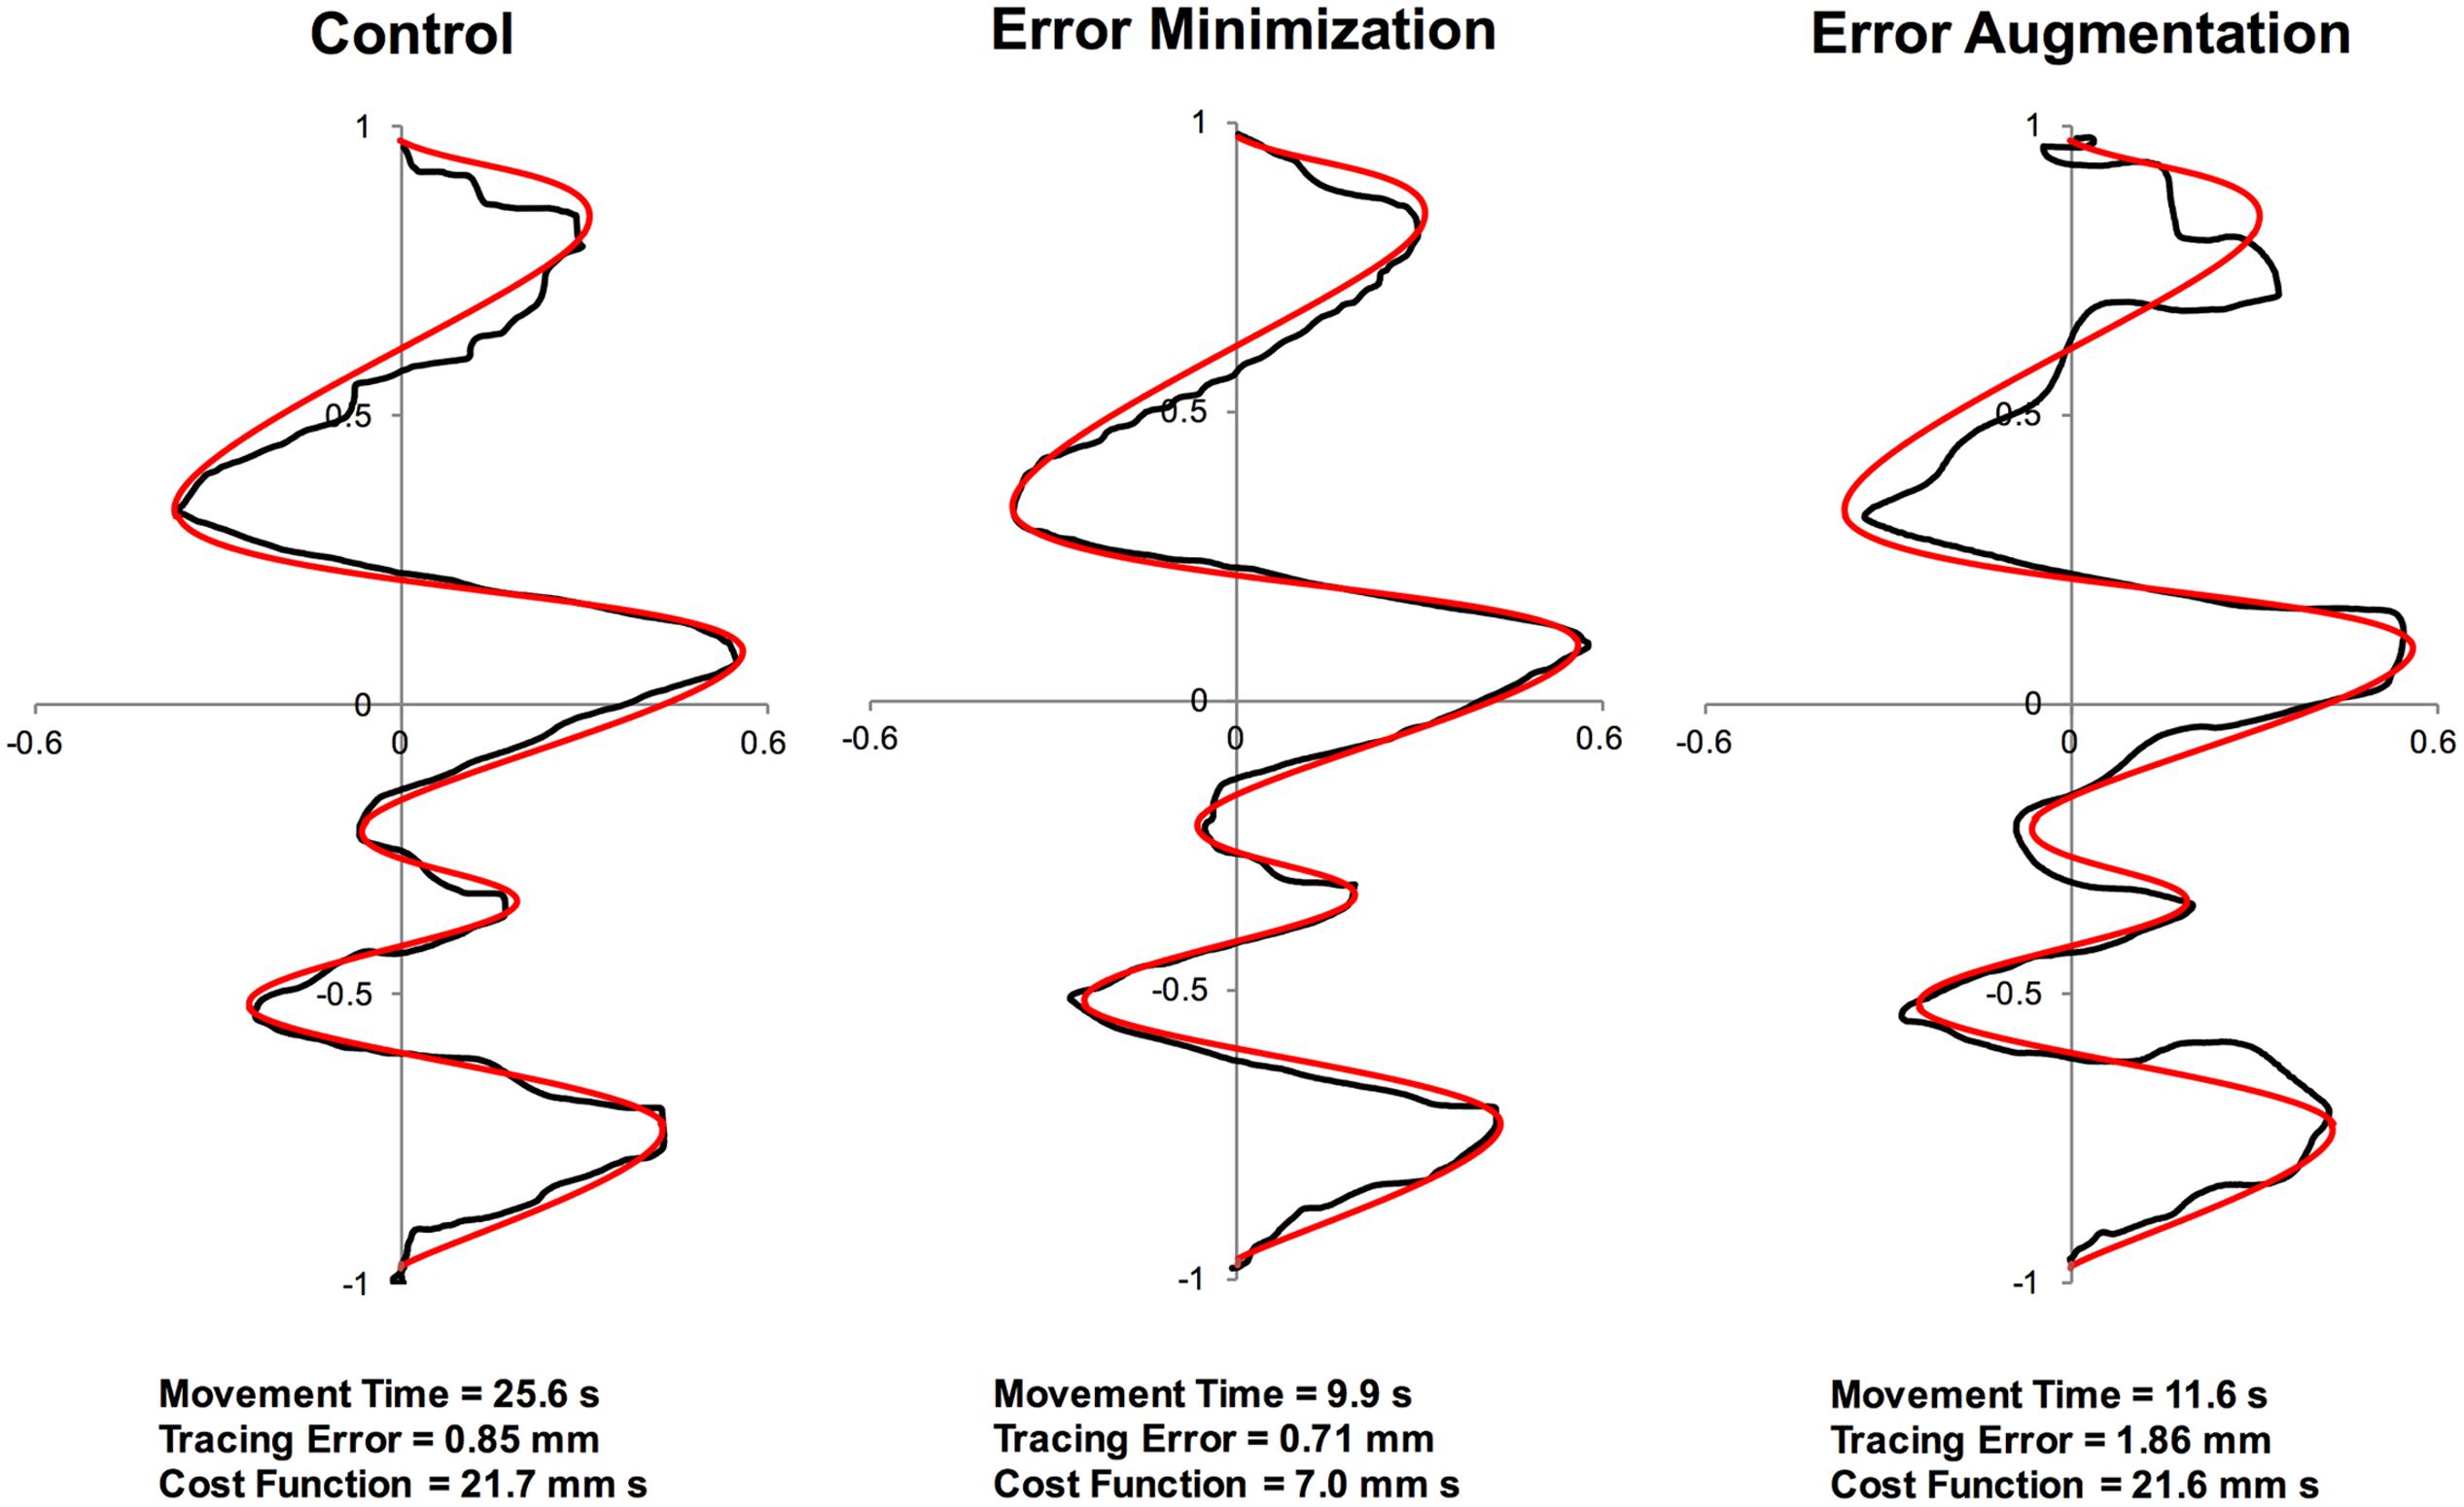 Control
1
0.5
0
-0.6
0
0.6
-0.5
-1
Movement Time = 25.6 s
Tracing Error = 0.85 mm
Cost Function = 21.7 mm s
Error Minimization
1
0.5
0
-0.6
0
0.6
-0.5
-1
Movement Time = 9.9 s
Tracing Error = 0.71 mm
Cost Function = 7.0 mm s
Error Augmentation
1
0.5
0
-0.6
0
0.6
-0.5
-1
Movement Time = 11.6 s
Tracing Error = 1.86 mm
Cost Function = 21.6 mm s